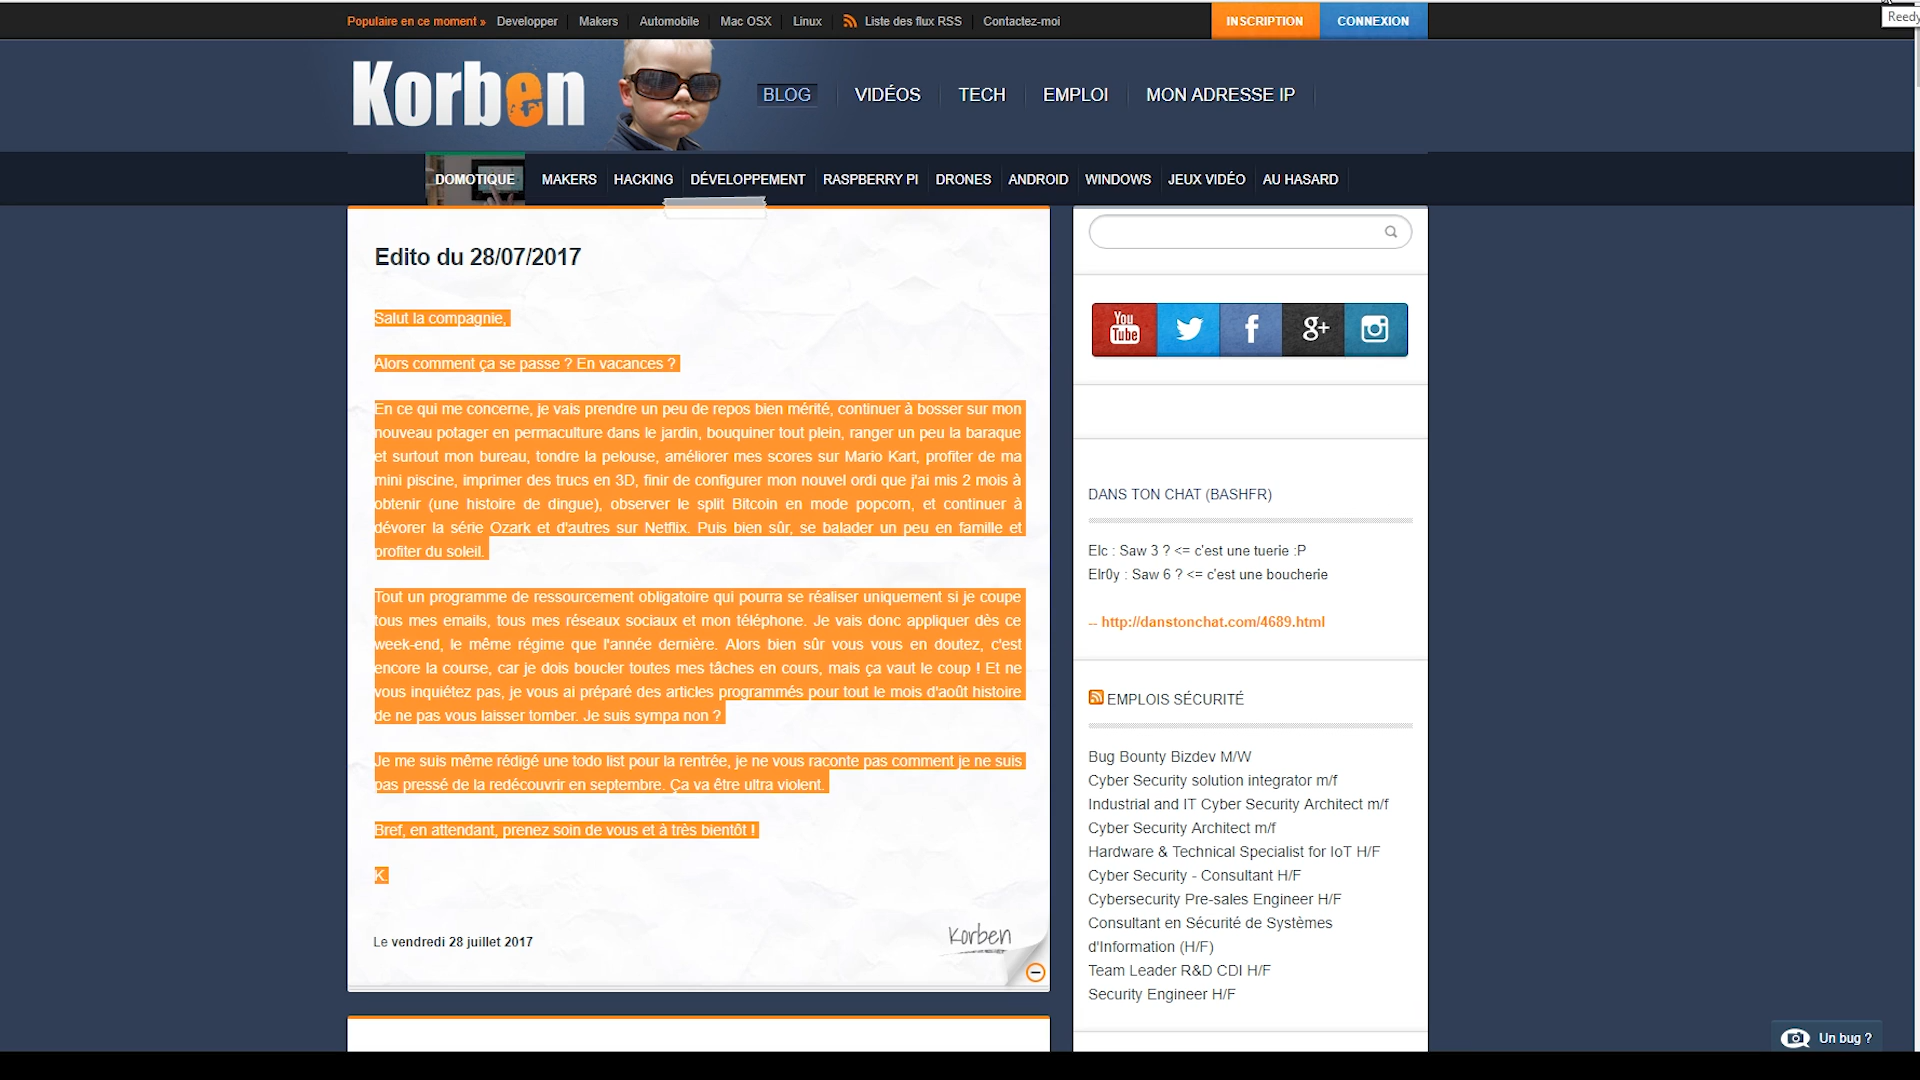 Populaire en ce moment » Developper Makers Automobile Mac OSX Linux Liste des flux RSS Contactez-moi INSCRIPTION CONNEXION
Korben BLOG VIDÉOS TECH EMPLOI MON ADRESSE IP
DOMOTIQUE MAKERS HACKING DÉVELOPPEMENT RASPBERRY PI DRONES ANDROID WINDOWS JEUX VIDÉO AU HASARD
Edito du 28/07/2017
Salut la compagnie,
Alors comment ça se passe ? En vacances ?
En ce qui me concerne, je vais prendre un peu de repos bien mérité, continuer à bosser sur mon
nouveau potager en permaculture dans le jardin, bouquiner tout plein, ranger un peu la baraque
et surtout mon bureau, tondre la pelouse, améliorer mes scores sur Mario Kart, profiter de ma
mini piscine, imprimer des trucs en 3D, finir de configurer mon nouvel ordi que j'ai mis 2 mois à
obtenir (une histoire de dingue), observer le split Bitcoin en mode popcorn, et continuer à
dévorer la série Ozark et d'autres sur Netflix. Puis bien sûr, se balader un peu en famille et
profiter du soleil.
Tout un programme de ressourcement obligatoire qui pourra se réaliser uniquement si je coupe
tous mes emails, tous mes réseaux sociaux et mon téléphone. Je vais donc appliquer dès ce
week-end, le même régime que l'année dernière. Alors bien sûr vous vous en doutez, c'est
encore la course, car je dois boucler toutes mes tâches en cours, mais ça vaut le coup ! Et ne
vous inquiétez pas, je vous ai préparé des articles programmés pour tout le mois d'août histoire
de ne pas vous laisser tomber. Je suis sympa non ?
Je me suis même rédigé une todo list pour la rentrée, je ne vous raconte pas comment je ne suis
pas pressé de la redécouvrir en septembre. Ça va être ultra violent.
Bref, en attendant, prenez soin de vous et à très bientôt !
K.
Korben
Le vendredi 28 juillet 2017
You
Tube
g+
DANS TON CHAT (BASHFR)
Elc : Saw 3 ? <= c'est une tuerie :P
Elr0y : Saw 6 ? <= c'est une boucherie
-- http://danstonchat.com/4689.html
EMPLOIS SÉCURITÉ
Bug Bounty Bizdev M/W
Cyber Security solution integrator m/f
Industrial and IT Cyber Security Architect m/f
Cyber Security Architect m/f
Hardware & Technical Specialist for IoT H/F
Cyber Security - Consultant H/F
Cybersecurity Pre-sales Engineer H/F
Consultant en Sécurité de Systèmes
d'Information (H/F)
Team Leader R&D CDI H/F
Security Engineer H/F
Un bug ?